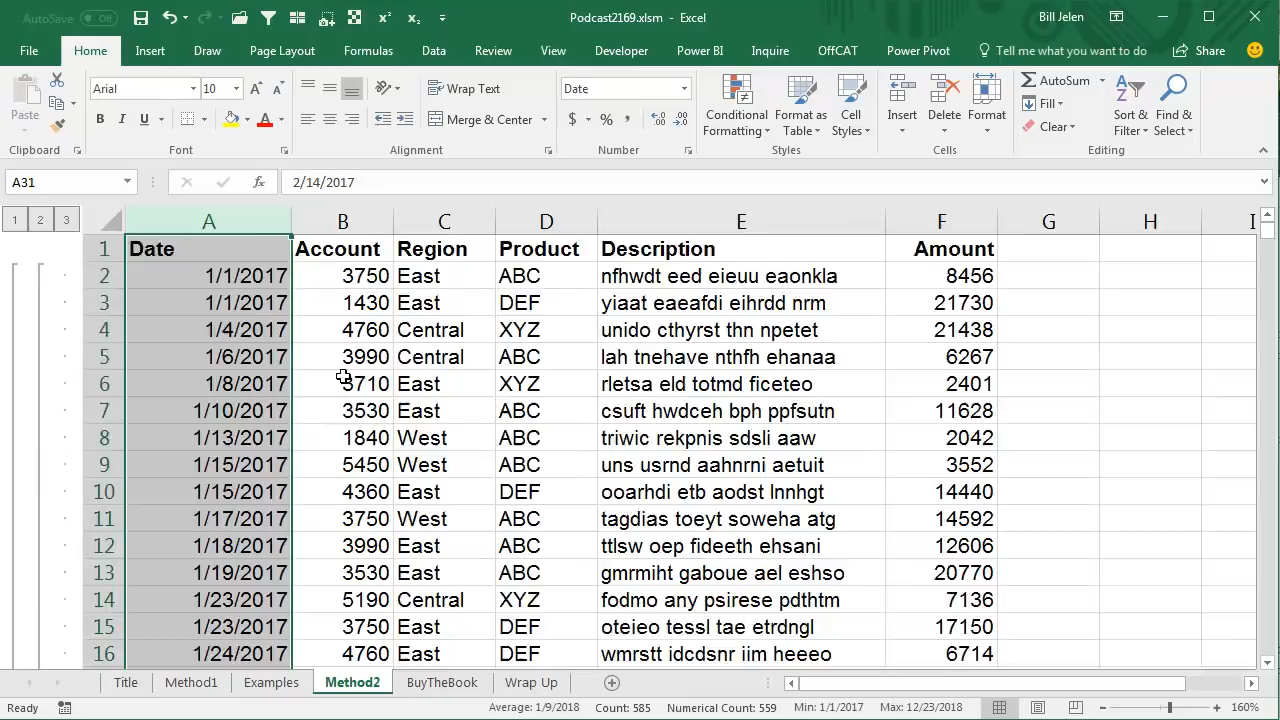 AutoSave Off Podcast2169.xlsm - Excel Bill Jelen
File Home Insert Draw Page Layout Formulas Data Review View Developer Power BI Inquire OffCAT Power Pivot Tell me what you want to do Share
Paste Arial 10 Wrap Text Date Conditional Formatting Format as Table Cell Styles Insert Delete Format AutoSum Sort & Filter Find & Select
B I U A Merge & Center $ % , Fill
Clear
Clipboard Font Alignment Number Styles Cells Editing
A31 fx 2/14/2017
1 2 3 A B C D E F G H I
1 Date Account Region Product Description Amount
2 1/1/2017 3750 East ABC nfhwdt eed eieuu eaonkla 8456
3 1/1/2017 1430 East DEF yiaat eaeafdi eihrdd nrm 21730
4 1/4/2017 4760 Central XYZ unido cthyrst thn npetet 21438
5 1/6/2017 3990 Central ABC lah tnehave nthfh ehanaa 6267
6 1/8/2017 3710 East XYZ rletsa eld totmd ficeteo 2401
7 1/10/2017 3530 East ABC csuft hwdceh bph ppfsutn 11628
8 1/13/2017 1840 West ABC triwic rekpnis sdsli aaw 2042
9 1/15/2017 5450 West ABC uns usrnd aahnrni aetuit 3552
10 1/15/2017 4360 East DEF ooarhdi etb aodst lnnhgt 14440
11 1/17/2017 3750 West ABC tagdias toeyt soweha atg 14592
12 1/18/2017 3990 East ABC ttlsw oep fideeth ehsani 12606
13 1/19/2017 3530 East ABC gmrmiht gaboue ael eshso 20770
14 1/23/2017 5190 Central XYZ fodmo any psirese pdthtm 7136
15 1/23/2017 3750 East DEF oteieo tessl tae etrdngl 17150
16 1/24/2017 4760 East DEF wmrstt idcdsnr iim heeeo 6714
Title Method1 Examples Method2 BuyTheBook Wrap Up
Ready Average: 1/9/2018 Count: 585 Numerical Count: 559 Min: 1/1/2017 Max: 12/23/2018 160%